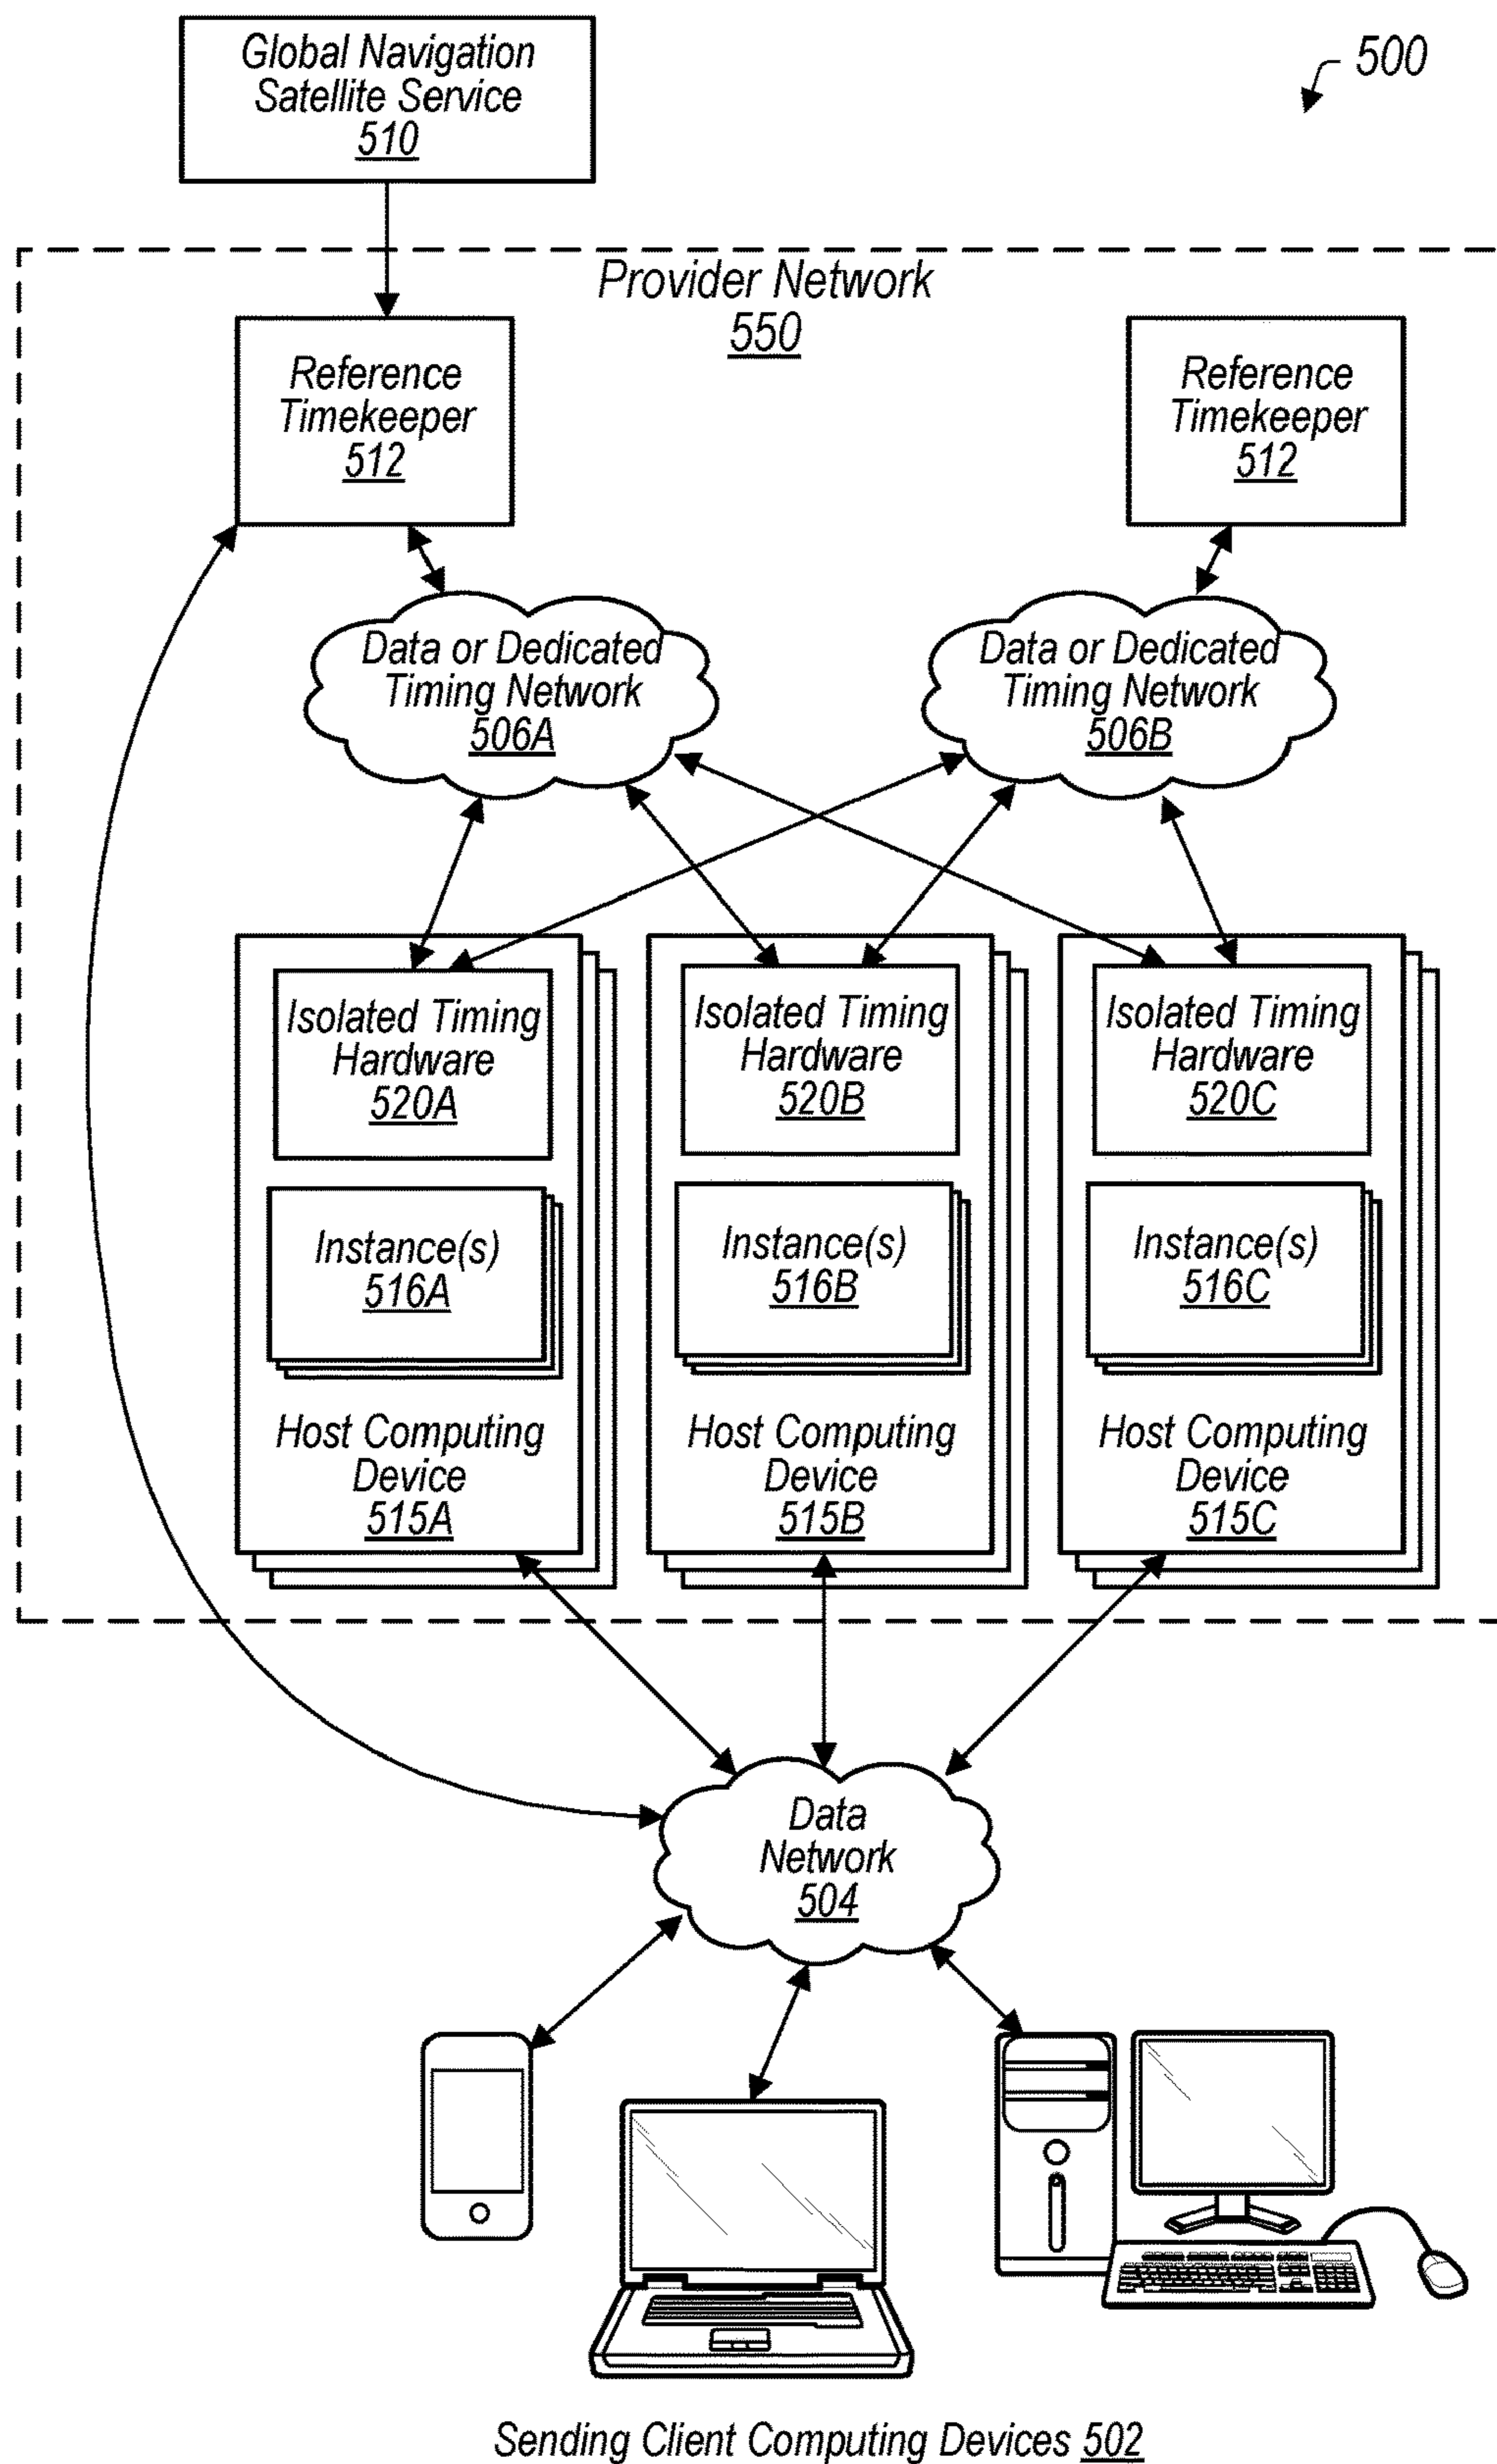 Global Navigation
Satellite Service
510
500
Provider Network
550
Reference
Timekeeper
512
Reference
Timekeeper
512
Data or Dedicated
Timing Network
506A
Data or Dedicated
Timing Network
506B
Isolated Timing
Hardware
520A
Isolated Timing
Hardware
520B
Isolated Timing
Hardware
520C
Instance(s)
516A
Instance(s)
516B
Instance(s)
516C
Host Computing
Device
515A
Host Computing
Device
515B
Host Computing
Device
515C
Data
Network
504
Sending Client Computing Devices 502